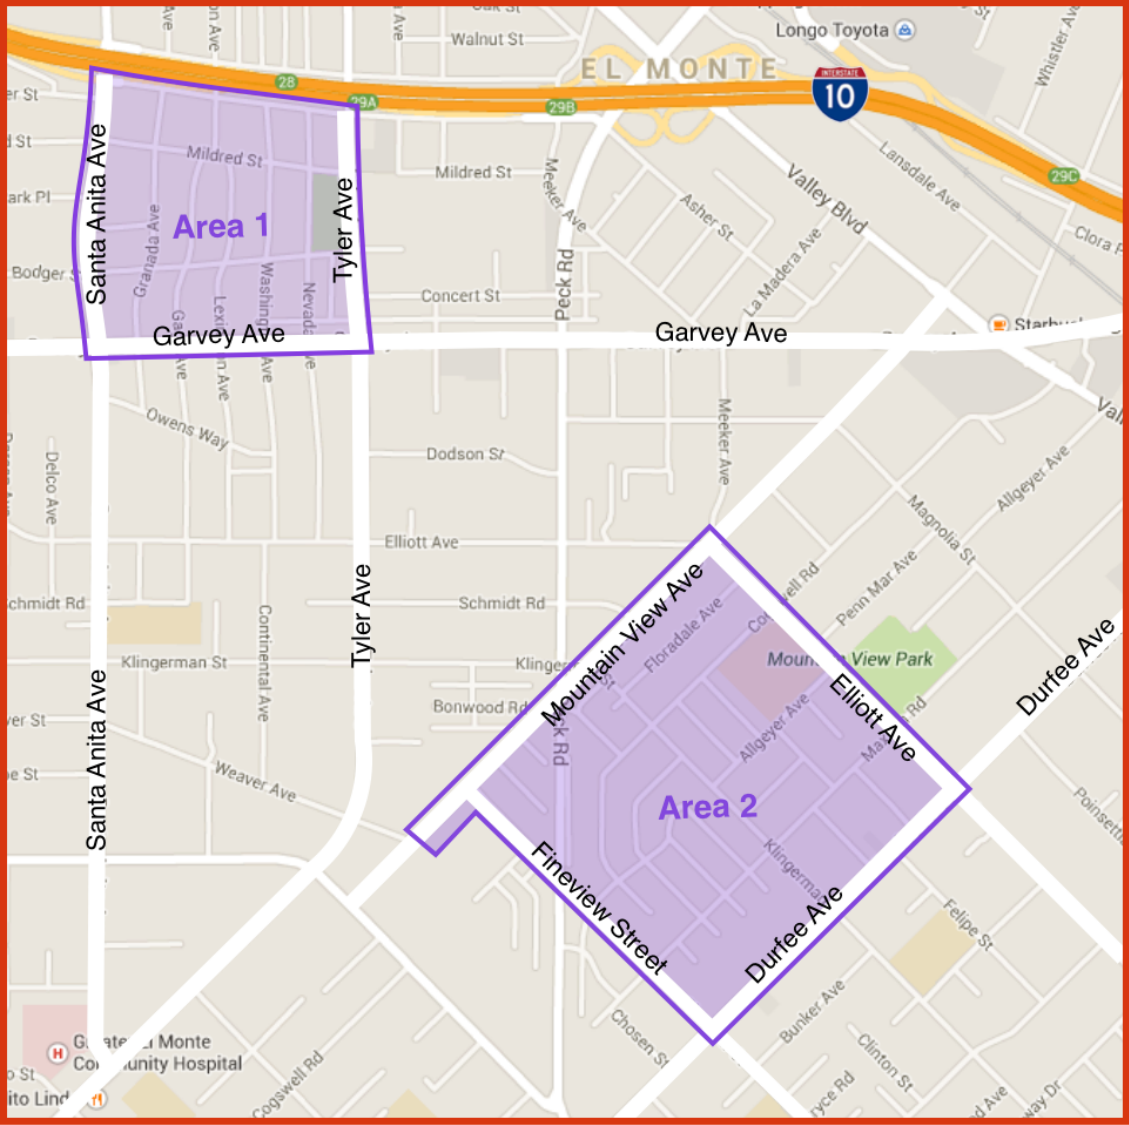 Walnut St
Longo Toyota
Whistler Ave
EL MONTE
INTERSTATE
10
28
29A
29B
29C
Lansdale Ave
Mildred St
Mildred St
Meeker Ave
Valley Blvd
Asher St
Santa Anita Ave
Area 1
Tyler Ave
Granada Ave
Peck Rd
La Madera Ave
Concert St
Garvey Ave
Garvey Ave
Owens Way
Delco Ave
Dodson St
Meeker Ave
Allgeyer Ave
Magnolia St
Elliott Ave
Tyler Ave
Mountain View Ave
Penn Mar Ave
Schmidt Rd
Floradale Ave
Continental Ave
Klingerman St
View Park
Durfee Ave
Elliott Ave
Bonwood Rd
Santa Anita Ave
Allgeyer Ave
Weaver Ave
Area 2
Fineview Street
Durfee Ave
Felipe St
Chosen St
Bunker Ave
Clinton St
H
El Monte
Community Hospital
Cogswell Rd